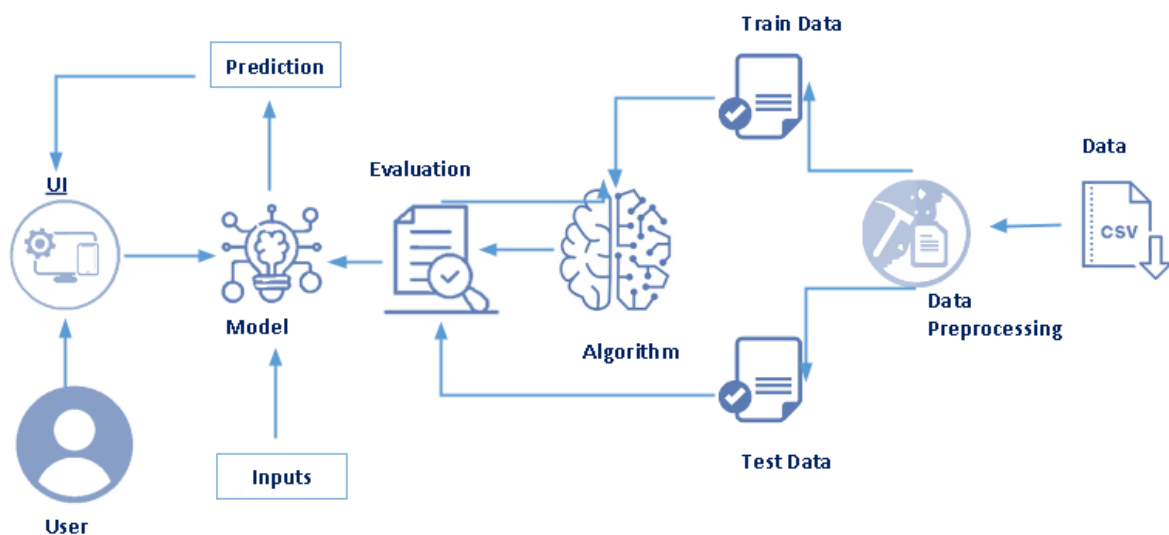 Train Data
Prediction
Data
Evaluation
UI
CSV
Model
Data
Preprocessing
Algorithm
Test Data
Inputs
User